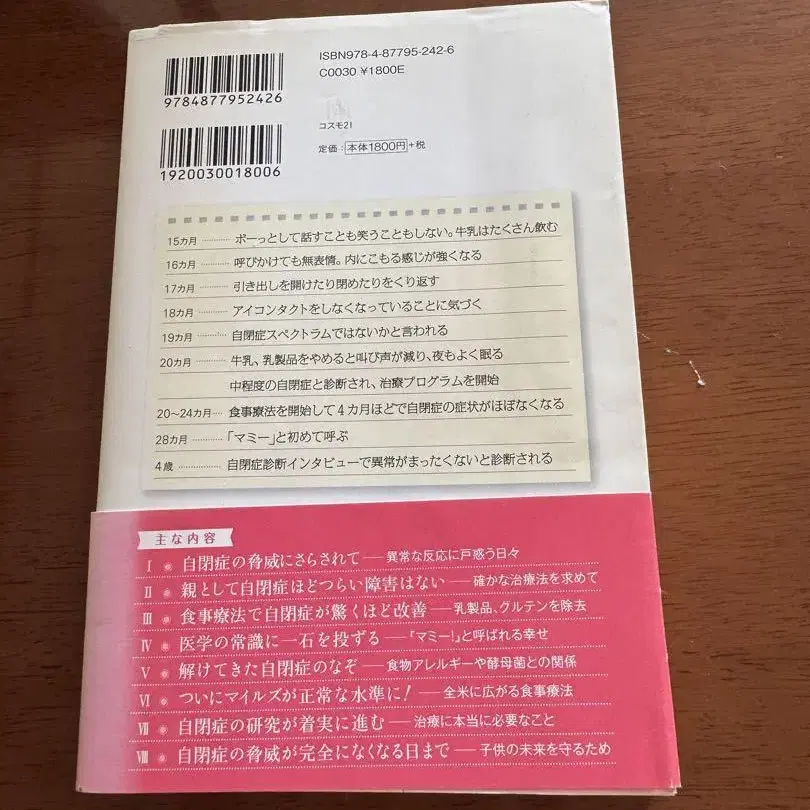 ISBN978-4-87795-242-6
C0030 ¥1800E
9784877952426
コスモ21
定価：本体1800円+税
1920030018006
15カ月 ………… ボーっとして話すことも笑うこともしない。牛乳はたくさん飲む
16カ月 ………… 呼びかけても無表情。内にこもる感じが強くなる
17カ月 ………… 引き出しを開けたり閉めたりをくり返す
18カ月 ………… アイコンタクトをしなくなっていることに気づく
19カ月 ………… 自閉症スペクトラムではないかと言われる
20カ月 ………… 牛乳、乳製品をやめると叫び声が減り、夜もよく眠る
中程度の自閉症と診断され、治療プログラムを開始
20〜24カ月 …… 食事療法を開始して4カ月ほどで自閉症の症状がほぼなくなる
28カ月 ………… 「マミー」と初めて呼ぶ
4歳 ……………… 自閉症診断インタビューで異常がまったくないと診断される
主な内容
Ⅰ ◉ 自閉症の脅威にさらされて──異常な反応に戸惑う日々
Ⅱ ◉ 親として自閉症ほどつらい障害はない──確かな治療法を求めて
Ⅲ ◉ 食事療法で自閉症が驚くほど改善──乳製品、グルテンを除去
Ⅳ ◉ 医学の常識に一石を投ずる──『マミー!』と呼ばれる幸せ
Ⅴ ◉ 解けてきた自閉症のなぞ──食物アレルギーや酵母菌との関係
Ⅵ ◉ ついにマイルズが正常な水準に!──全米に広がる食事療法
Ⅶ ◉ 自閉症の研究が着実に進む──治療に本当に必要なこと
Ⅷ ◉ 自閉症の脅威が完全になくなる日まで──子供の未来を守るため